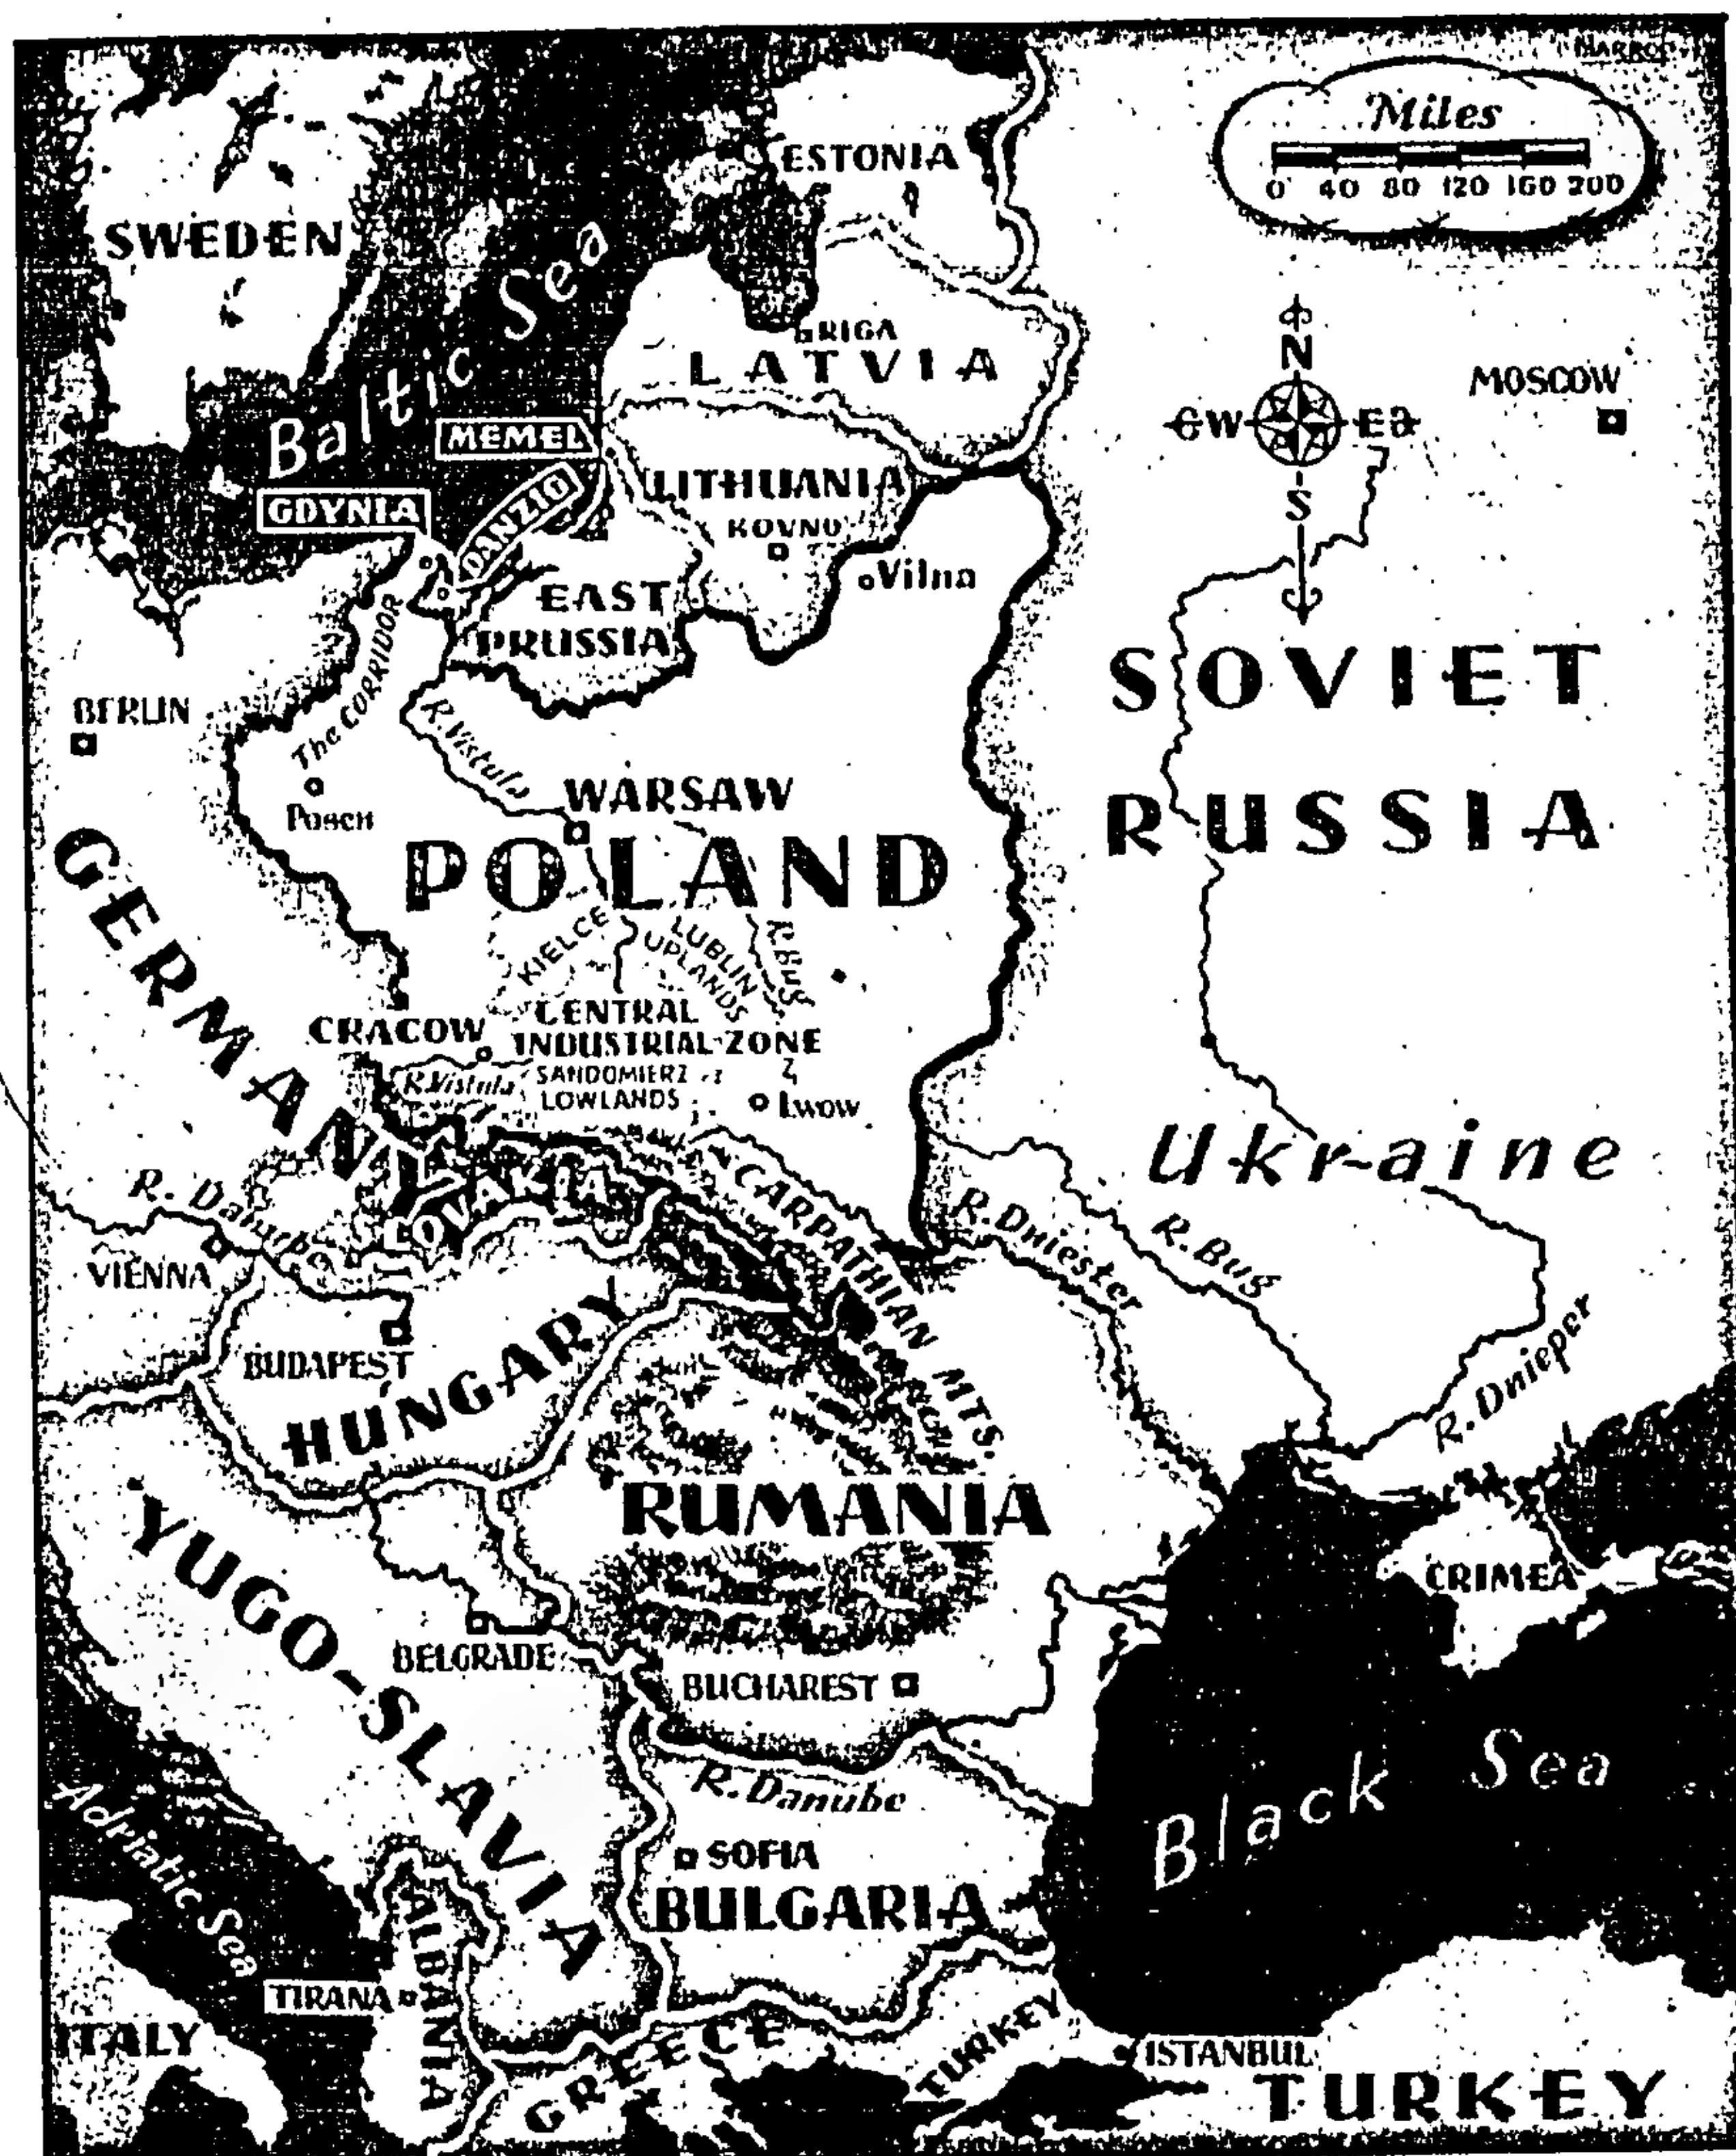 MARROC
Miles
0 40 80 120 160 200
ESTONIA
SWEDEN
Baltic Sea
RIGA
LATVIA
N
W
E
S
MOSCOW
MEMEL
GDYNIA
DANZIG
LITHUANIA
KOVNO
Vilna
EAST
PRUSSIA
The CORRIDOR
BERLIN
R. Vistula
SOVIET
RUSSIA
Posen
WARSAW
POLAND
GERMANY
KIELCE
LUBLIN
UPLANDS
R. Bug
CENTRAL
INDUSTRIAL ZONE
CRACOW
R. Vistula
SANDOMIERZ
LOWLANDS
Lwow
Ukraine
SLOVAKIA
CARPATHIAN MTS.
R. Danube
VIENNA
R. Dniester
R. Bug
R. Dnieper
BUDAPEST
HUNGARY
RUMANIA
YUGO-SLAVIA
CRIMEA
BELGRADE
BUCHAREST
R. Danube
Black Sea
Adriatic Sea
SOFIA
BULGARIA
ALBANIA
TIRANA
ITALY
GREECE
TURKEY
ISTANBUL
TURKEY